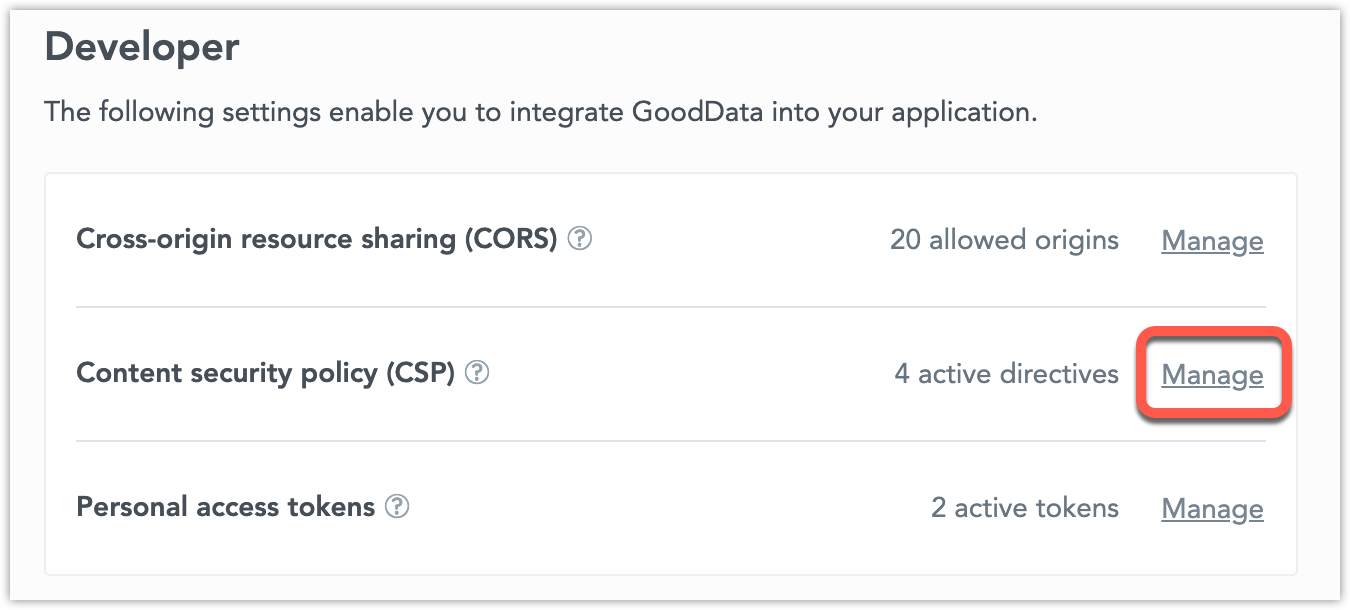 Developer
The following settings enable you to integrate GoodData into your application.
Cross-origin resource sharing (CORS) ? 20 allowed origins Manage
Content security policy (CSP) ? 4 active directives Manage
Personal access tokens ? 2 active tokens Manage